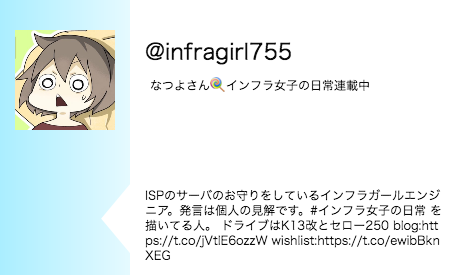 @infragirl755
なつよさん🍭インフラ女子の日常連載中
ISPのサーバのお守りをしているインフラガールエンジ
ニア。発言は個人の見解です。#インフラ女子の日常 を
描いてる人。 ドライブはK13改とセロー250 blog:htt
ps://t.co/jVtlE6ozzW wishlist:https://t.co/ewibBkn
XEG